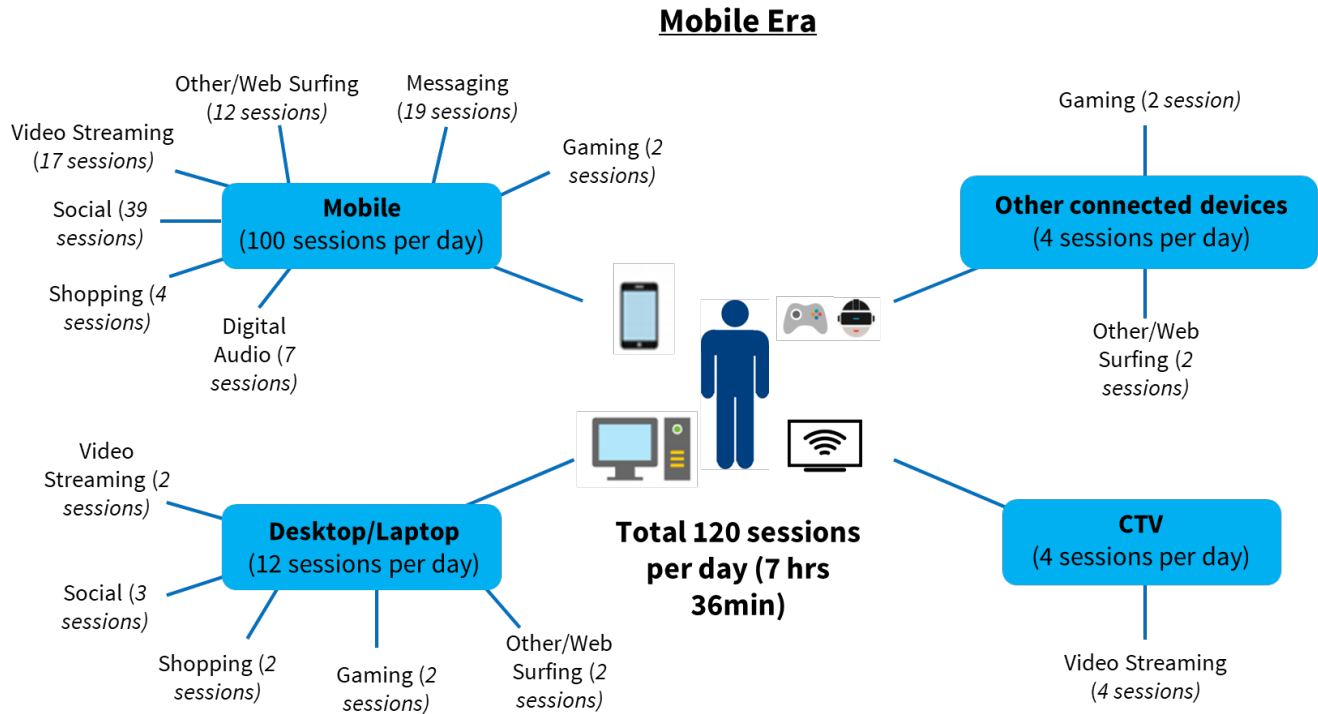 Mobile Era
Other/Web Surfing
(12 sessions)
Messaging
(19 sessions)
Video Streaming
(17 sessions)
Gaming (2
sessions)
Social (39
sessions)
Mobile
(100 sessions per day)
Shopping (4
sessions)
Digital
Audio (7
sessions)
Gaming (2 session)
Other connected devices
(4 sessions per day)
Other/Web
Surfing (2
sessions)
Video
Streaming (2
sessions)
Desktop/Laptop
(12 sessions per day)
Social (3
sessions)
Shopping (2
sessions)
Gaming (2
sessions)
Other/Web
Surfing (2
sessions)
Total 120 sessions
per day (7 hrs
36min)
CTV
(4 sessions per day)
Video Streaming
(4 sessions)